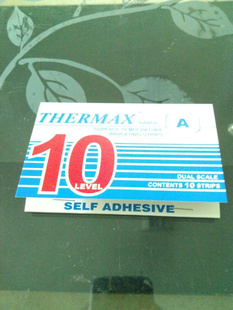 THERMAX
A
10
LEVEL
DUAL SCALE
CONTENTS 10 STRIPS
SELF ADHESIVE